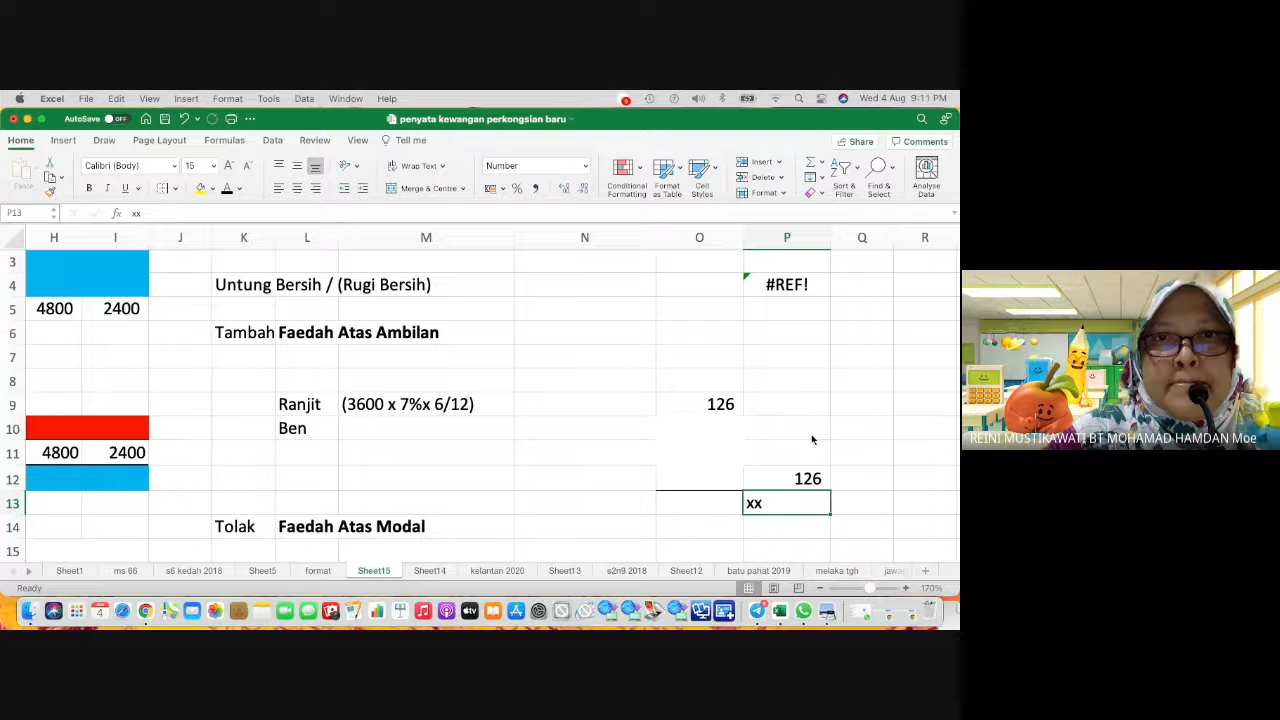 Excel File Edit View Insert Format Tools Data Window Help Wed 4 Aug 9:11 PM
AutoSave OFF penyata kewangan perkongsian baru
Home Insert Draw Page Layout Formulas Data Review View Tell me Share Comments
Paste Calibri (Body) 15 Wrap Text Number Insert
Conditional Formatting Format as Table Cell Styles Delete Sort & Filter Find & Select Analyse Data
B I U Merge & Centre Format
P13 fx xx
H I J K L M N O P Q R
3
4 Untung Bersih / (Rugi Bersih) #REF!
5 4800 2400
6 Tambah Faedah Atas Ambilan
7
8
9 Ranjit (3600 x 7%x 6/12) 126
10 Ben
11 4800 2400
12 126
13 xx
14 Tolak Faedah Atas Modal
15
Sheet1 ms 66 s6 kedah 2018 Sheet5 format Sheet15 Sheet14 kelantan 2020 Sheet13 s2n9 2018 Sheet12 batu pahat 2019 melaka tgh jawa
Ready 170%
REINI MUSTIKAWATI BT MOHAMAD HAMDAN Moe